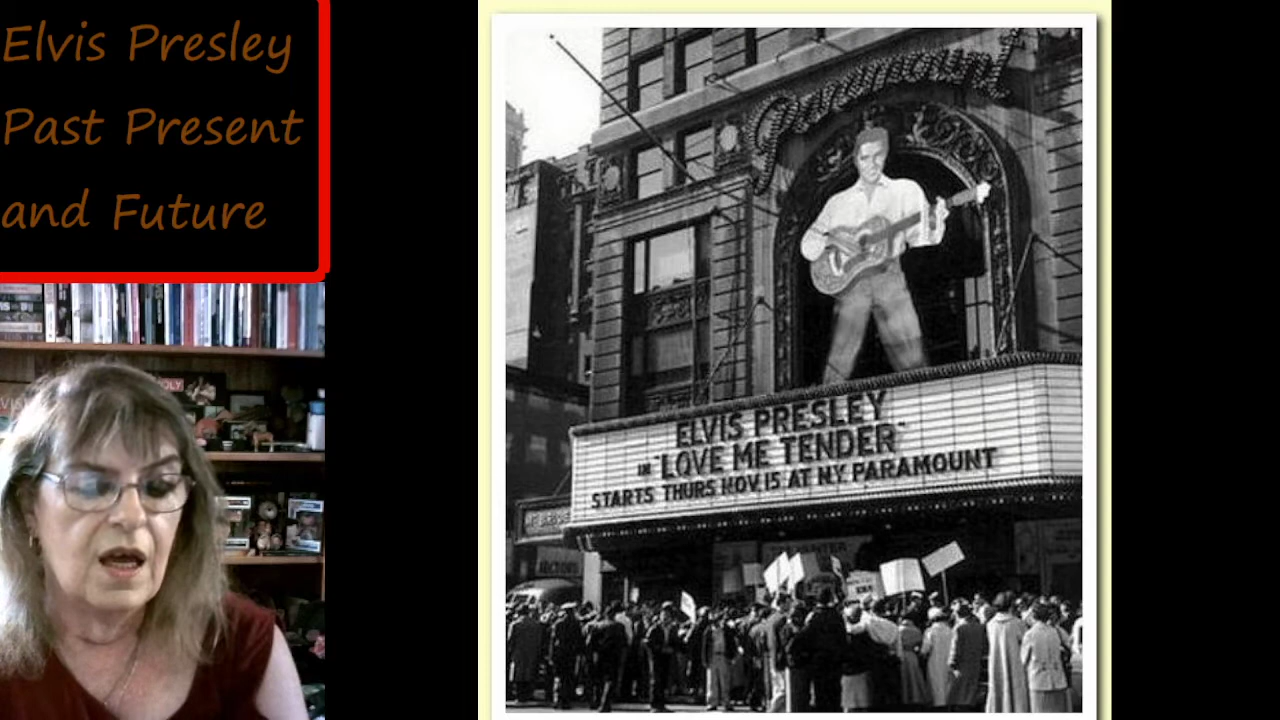 Elvis Presley
Past Present
and Future
Paramount
ELVIS PRESLEY
IN "LOVE ME TENDER"
STARTS THURS NOV. 15 AT N.Y. PARAMOUNT